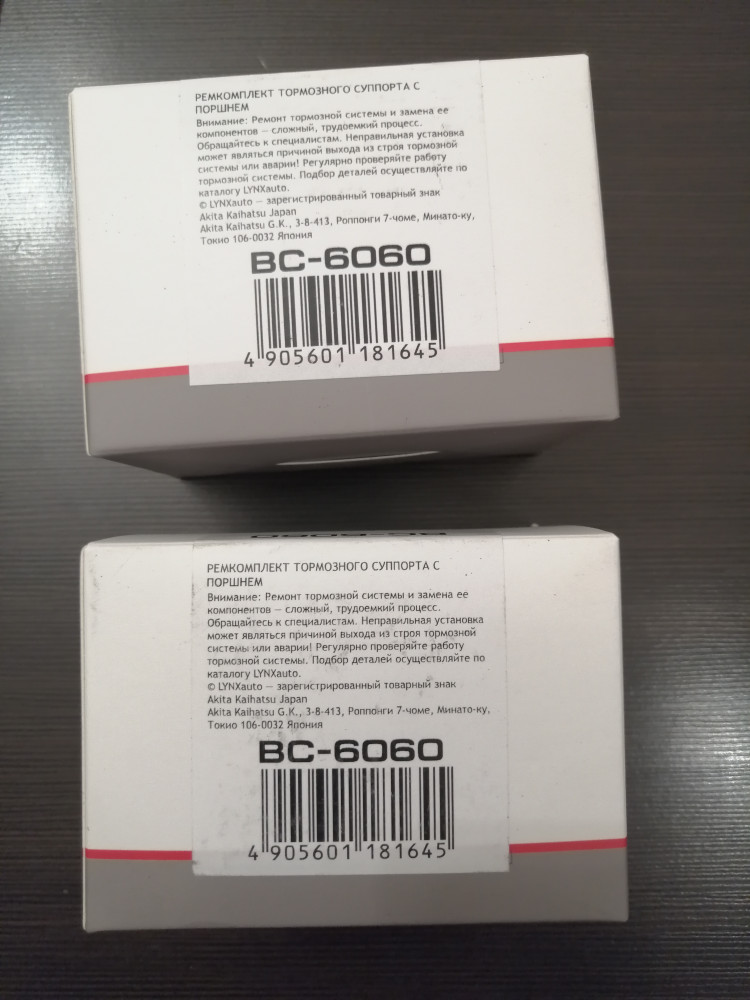 РЕМКОМПЛЕКТ ТОРМОЗНОГО СУППОРТА С
ПОРШНЕМ
Внимание: Ремонт тормозной системы и замена ее
компонентов — сложный, трудоемкий процесс.
Обращайтесь к специалистам. Неправильная установка
может являться причиной выхода из строя тормозной
системы или аварии! Регулярно проверяйте работу
тормозной системы. Подбор деталей осуществляйте по
каталогу LYNXauto.
© LYNXauto — зарегистрированный товарный знак
Akita Kaihatsu Japan
Akita Kaihatsu G.K., 3-8-413, Роппонги 7-чоме, Минато-ку,
Токио 106-0032 Япония
BC-6060
4 905601 181645
BC-6060
РЕМКОМПЛЕКТ ТОРМОЗНОГО СУППОРТА С
ПОРШНЕМ
Внимание: Ремонт тормозной системы и замена ее
компонентов — сложный, трудоемкий процесс.
Обращайтесь к специалистам. Неправильная установка
может являться причиной выхода из строя тормозной
системы или аварии! Регулярно проверяйте работу
тормозной системы. Подбор деталей осуществляйте по
каталогу LYNXauto.
© LYNXauto — зарегистрированный товарный знак
Akita Kaihatsu Japan
Akita Kaihatsu G.K., 3-8-413, Роппонги 7-чоме, Минато-ку,
Токио 106-0032 Япония
BC-6060
4 905601 181645